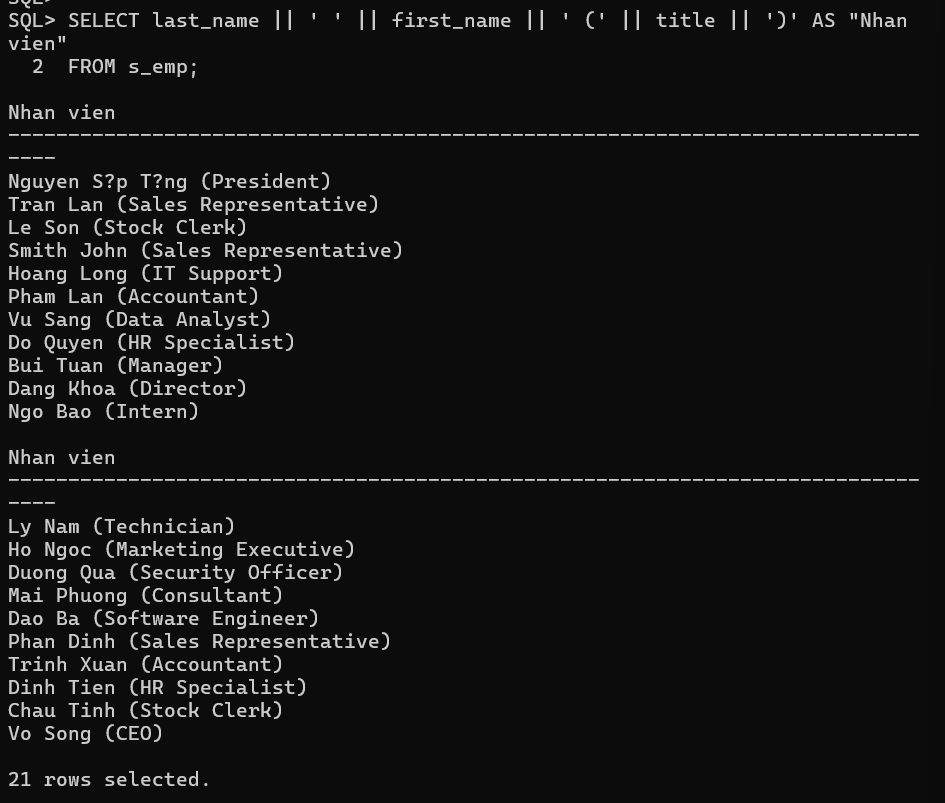 SQL>
SQL> SELECT last_name || ' ' || first_name || ' (' || title || ')' AS "Nhan
vien"
  2  FROM s_emp;

Nhan vien
----------------------------------------------------------------------------
----
Nguyen S?p T?ng (President)
Tran Lan (Sales Representative)
Le Son (Stock Clerk)
Smith John (Sales Representative)
Hoang Long (IT Support)
Pham Lan (Accountant)
Vu Sang (Data Analyst)
Do Quyen (HR Specialist)
Bui Tuan (Manager)
Dang Khoa (Director)
Ngo Bao (Intern)

Nhan vien
----------------------------------------------------------------------------
----
Ly Nam (Technician)
Ho Ngoc (Marketing Executive)
Duong Qua (Security Officer)
Mai Phuong (Consultant)
Dao Ba (Software Engineer)
Phan Dinh (Sales Representative)
Trinh Xuan (Accountant)
Dinh Tien (HR Specialist)
Chau Tinh (Stock Clerk)
Vo Song (CEO)

21 rows selected.